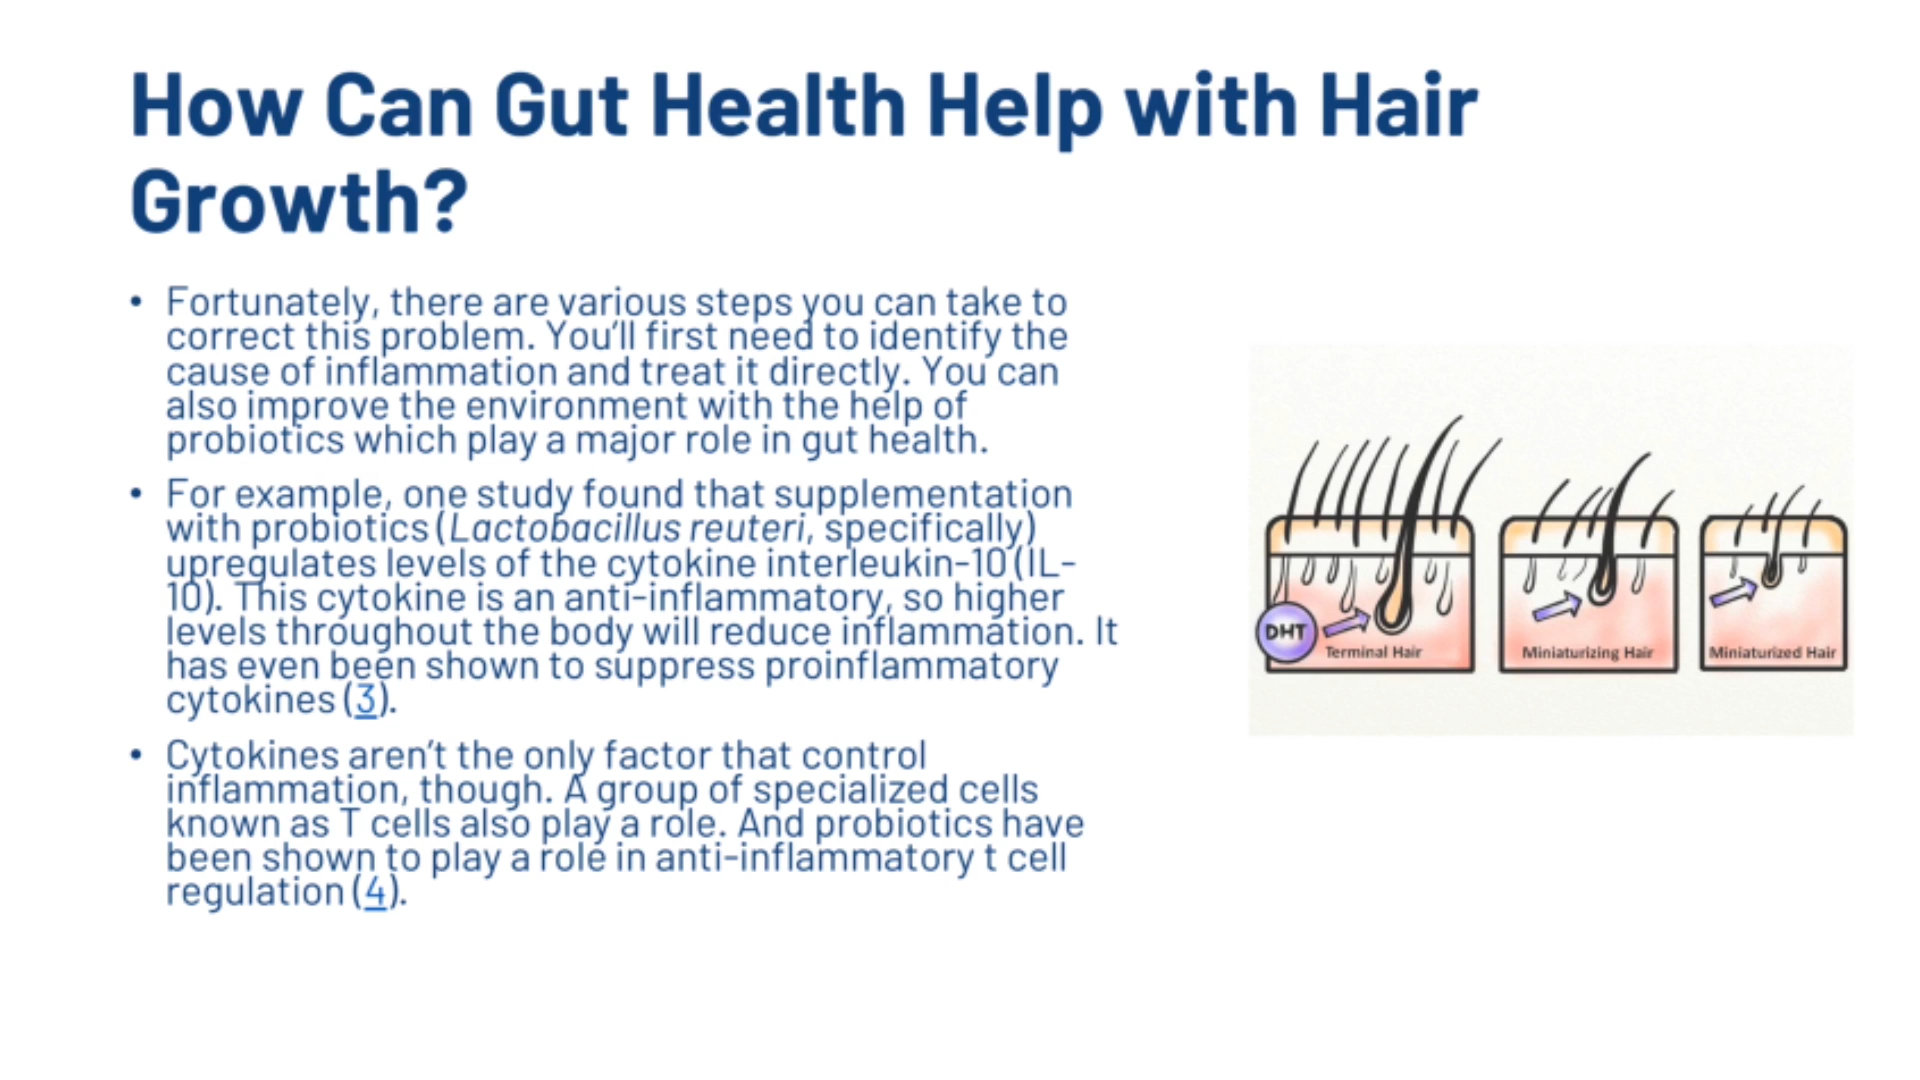 How Can Gut Health Help with Hair
Growth?
• Fortunately, there are various steps you can take to
correct this problem. You’ll first need to identify the
cause of inflammation and treat it directly. You can
also improve the environment with the help of
probiotics which play a major role in gut health.
• For example, one study found that supplementation
with probiotics (Lactobacillus reuteri, specifically)
upregulates levels of the cytokine interleukin-10 (IL-
10). This cytokine is an anti-inflammatory, so higher
levels throughout the body will reduce inflammation. It
has even been shown to suppress proinflammatory
cytokines (3).
• Cytokines aren’t the only factor that control
inflammation, though. A group of specialized cells
known as T cells also play a role. And probiotics have
been shown to play a role in anti-inflammatory t cell
regulation (4).
DHT
Terminal Hair
Miniaturizing Hair
Miniaturized Hair